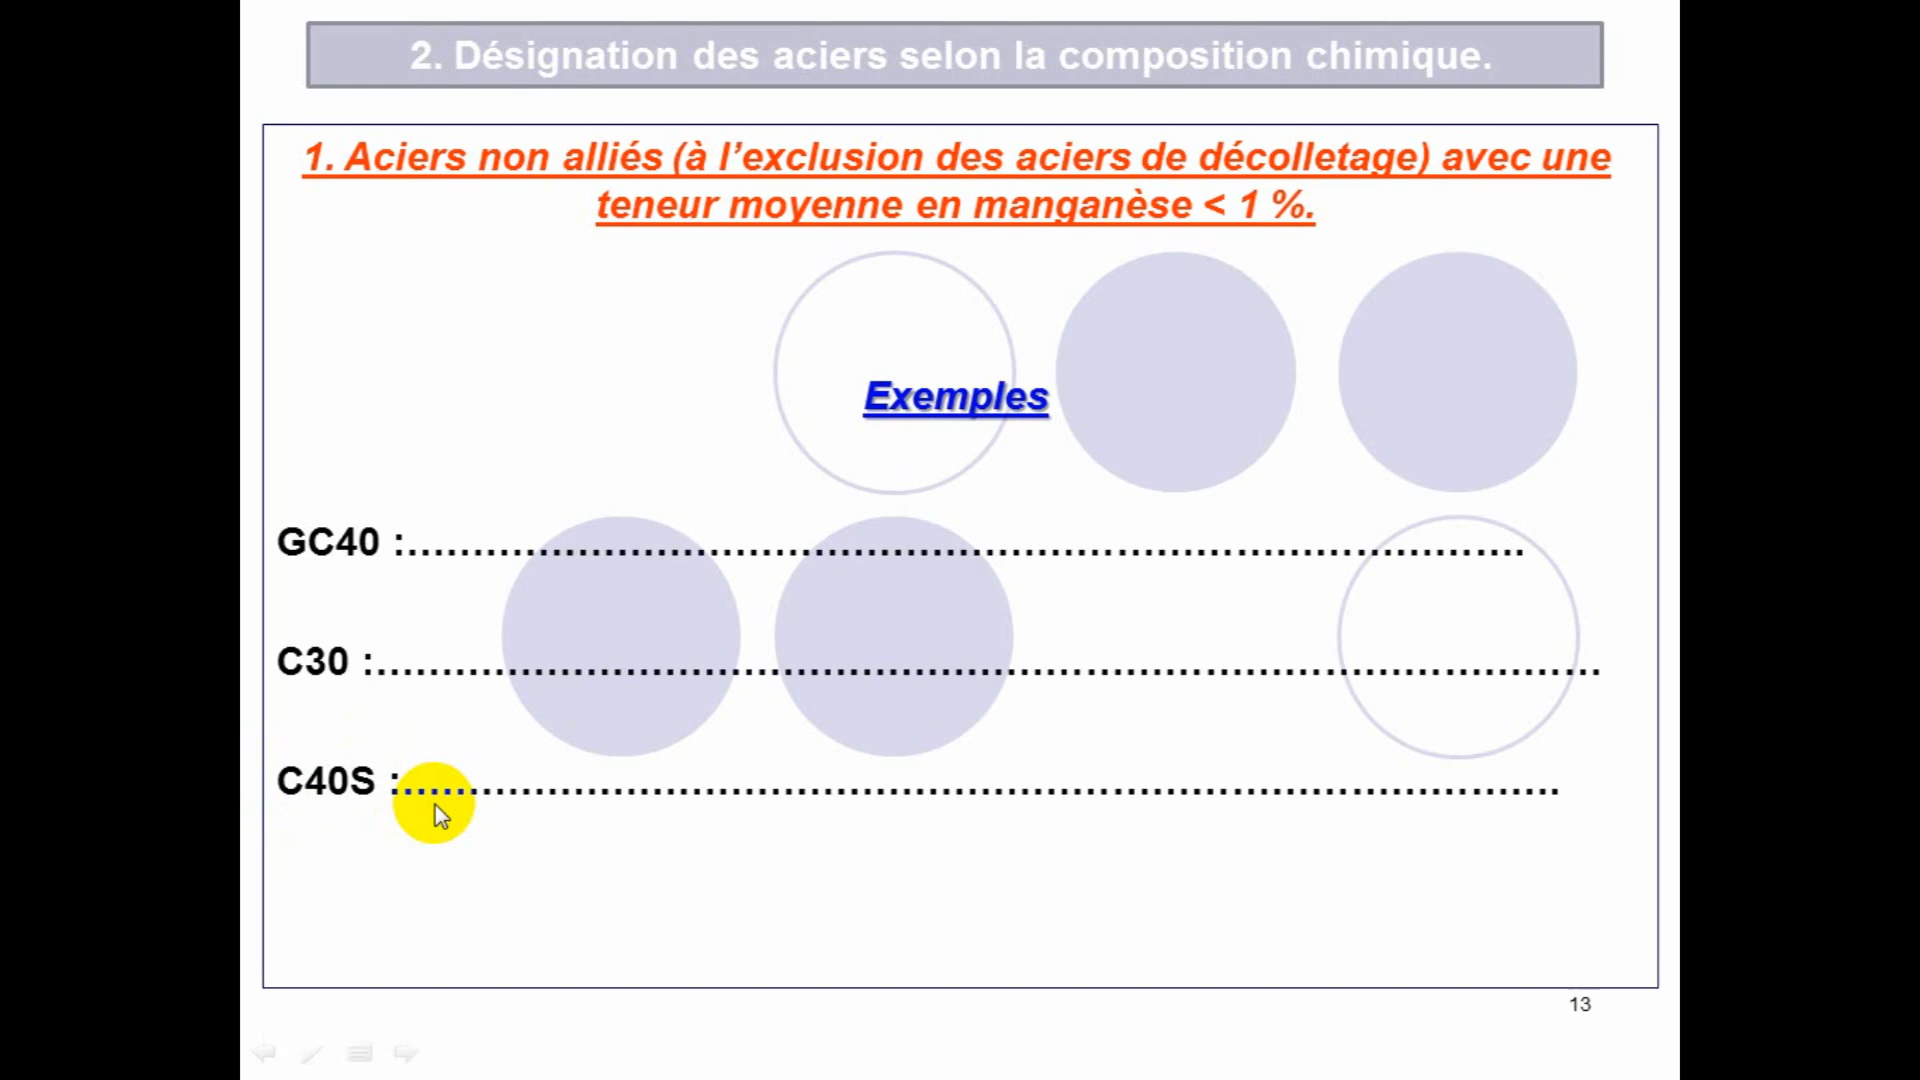 2. Désignation des aciers selon la composition chimique.
1. Aciers non alliés (à l’exclusion des aciers de décolletage) avec une
teneur moyenne en manganèse < 1 %.
Exemples
GC40 :.....................................................................................
C30 :.............................................................................................
C40S :........................................................................................
13